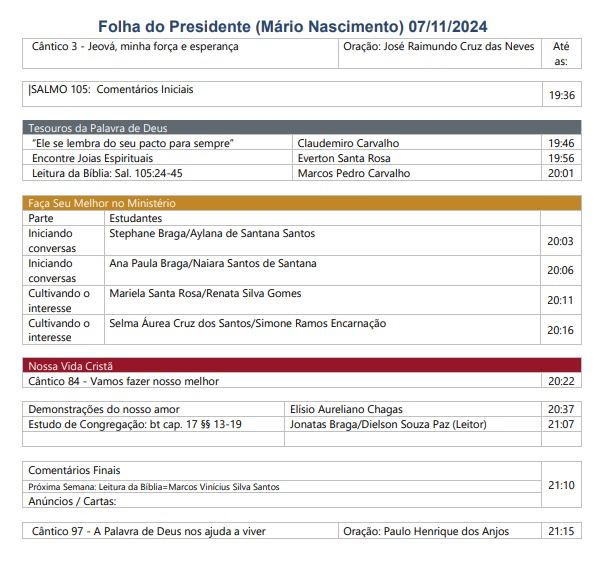 Folha do Presidente (Mário Nascimento) 07/11/2024
Cântico 3 - Jeová, minha força e esperança Oração: José Raimundo Cruz das Neves Até
as:
|SALMO 105: Comentários Iniciais 19:36
Tesouros da Palavra de Deus
“Ele se lembra do seu pacto para sempre” Claudemiro Carvalho 19:46
Encontre Joias Espirituais Everton Santa Rosa 19:56
Leitura da Bíblia: Sal. 105:24-45 Marcos Pedro Carvalho 20:01
Faça Seu Melhor no Ministério
Parte Estudantes
Iniciando Stephane Braga/Aylana de Santana Santos
conversas 20:03
Iniciando Ana Paula Braga/Naiara Santos de Santana
conversas 20:06
Cultivando o Mariela Santa Rosa/Renata Silva Gomes
interesse 20:11
Cultivando o Selma Áurea Cruz dos Santos/Simone Ramos Encarnação
interesse 20:16
Nossa Vida Cristã
Cântico 84 - Vamos fazer nosso melhor 20:22
Demonstrações do nosso amor Elísio Aureliano Chagas 20:37
Estudo de Congregação: bt cap. 17 §§ 13-19 Jonatas Braga/Dielson Souza Paz (Leitor) 21:07
Comentários Finais
Próxima Semana: Leitura da Bíblia=Marcos Vinícius Silva Santos 21:10
Anúncios / Cartas:
Cântico 97 - A Palavra de Deus nos ajuda a viver Oração: Paulo Henrique dos Anjos 21:15